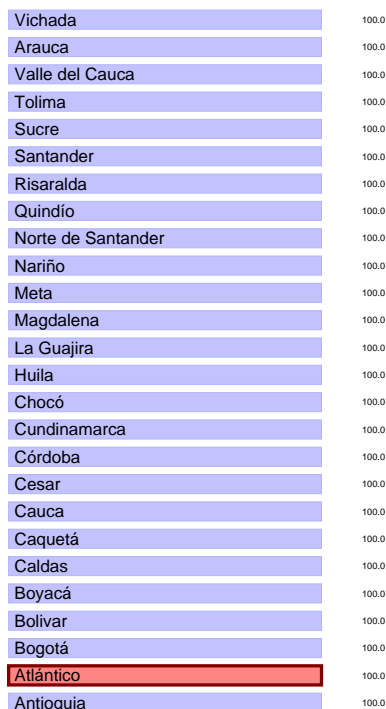 Vichada 100.0
Arauca 100.0
Valle del Cauca 100.0
Tolima 100.0
Sucre 100.0
Santander 100.0
Risaralda 100.0
Quindío 100.0
Norte de Santander 100.0
Nariño 100.0
Meta 100.0
Magdalena 100.0
La Guajira 100.0
Huila 100.0
Chocó 100.0
Cundinamarca 100.0
Córdoba 100.0
Cesar 100.0
Cauca 100.0
Caquetá 100.0
Caldas 100.0
Boyacá 100.0
Bolivar 100.0
Bogotá 100.0
Atlántico 100.0
Antioquia 100.0